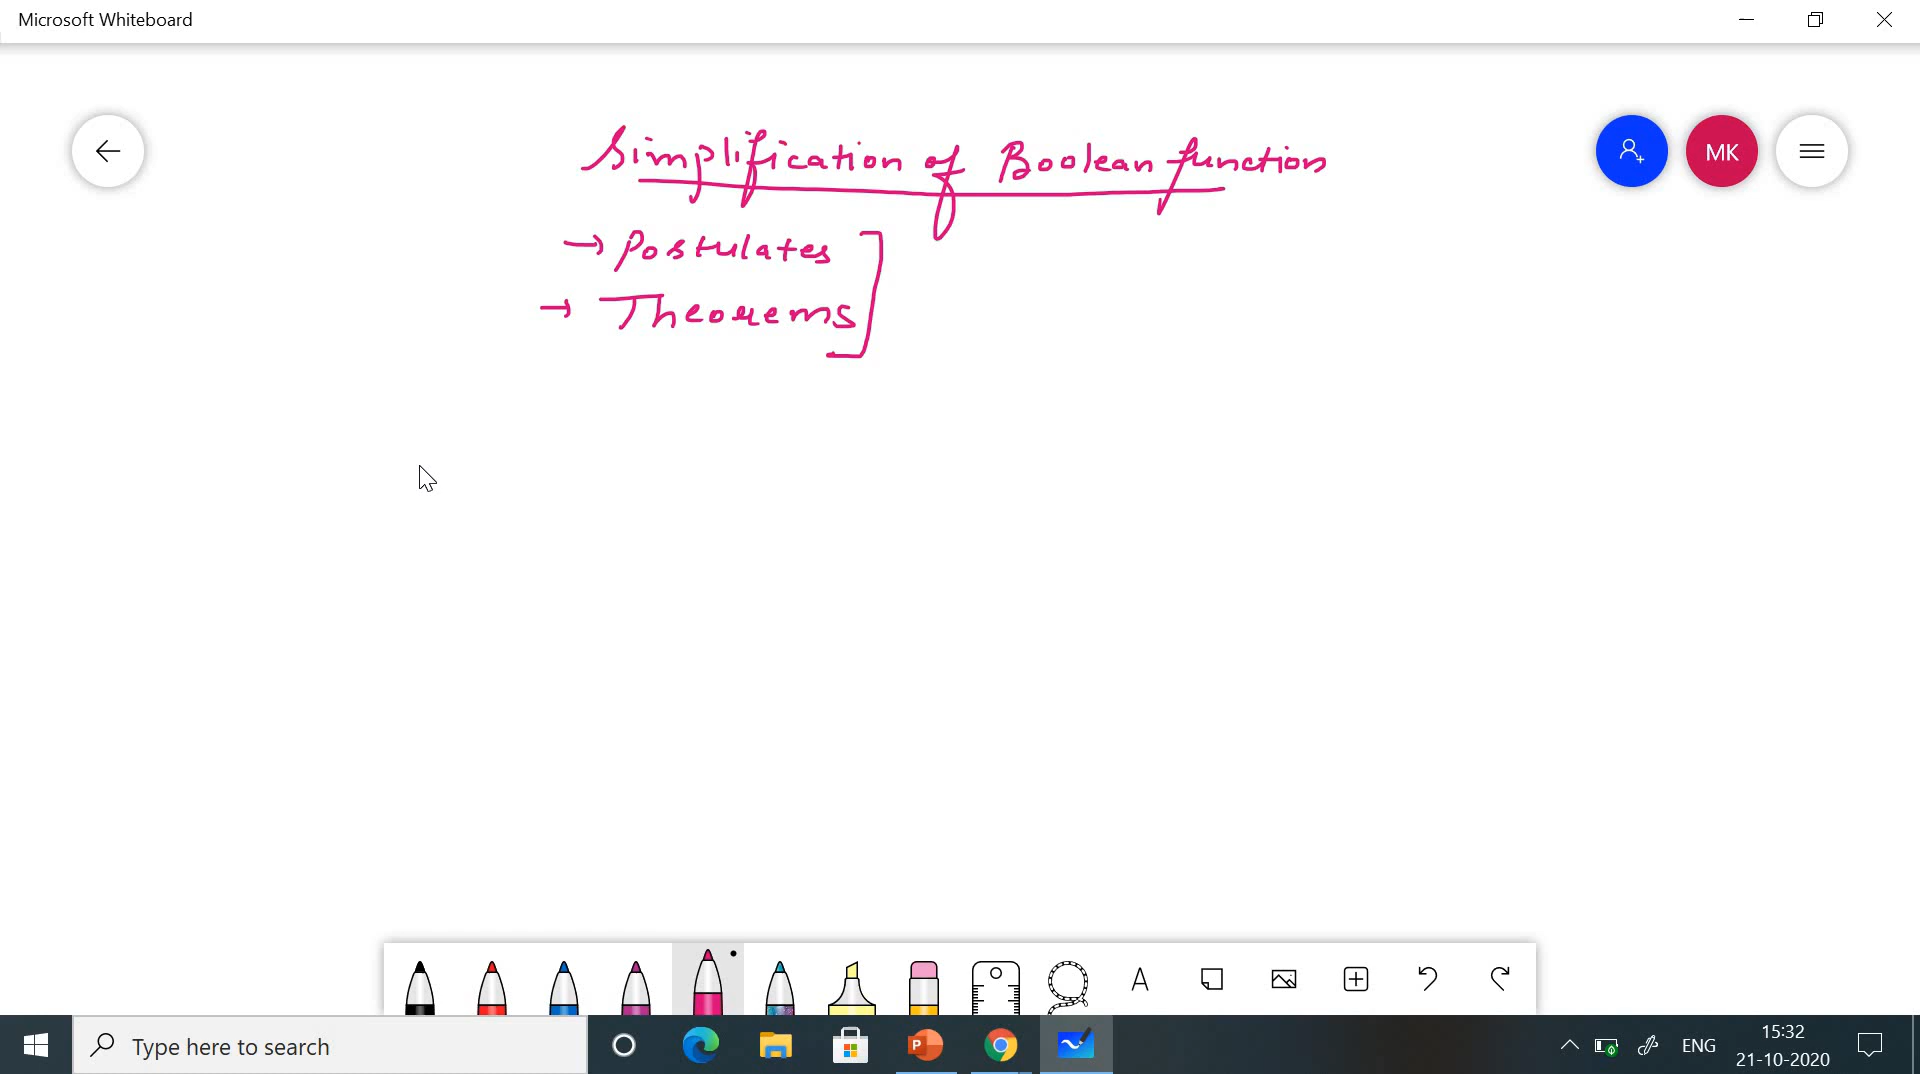 Microsoft Whiteboard
Simplification of Boolean function
MK
→ Postulates
→ Theorems
A
Type here to search
P
ENG
15:32
21-10-2020